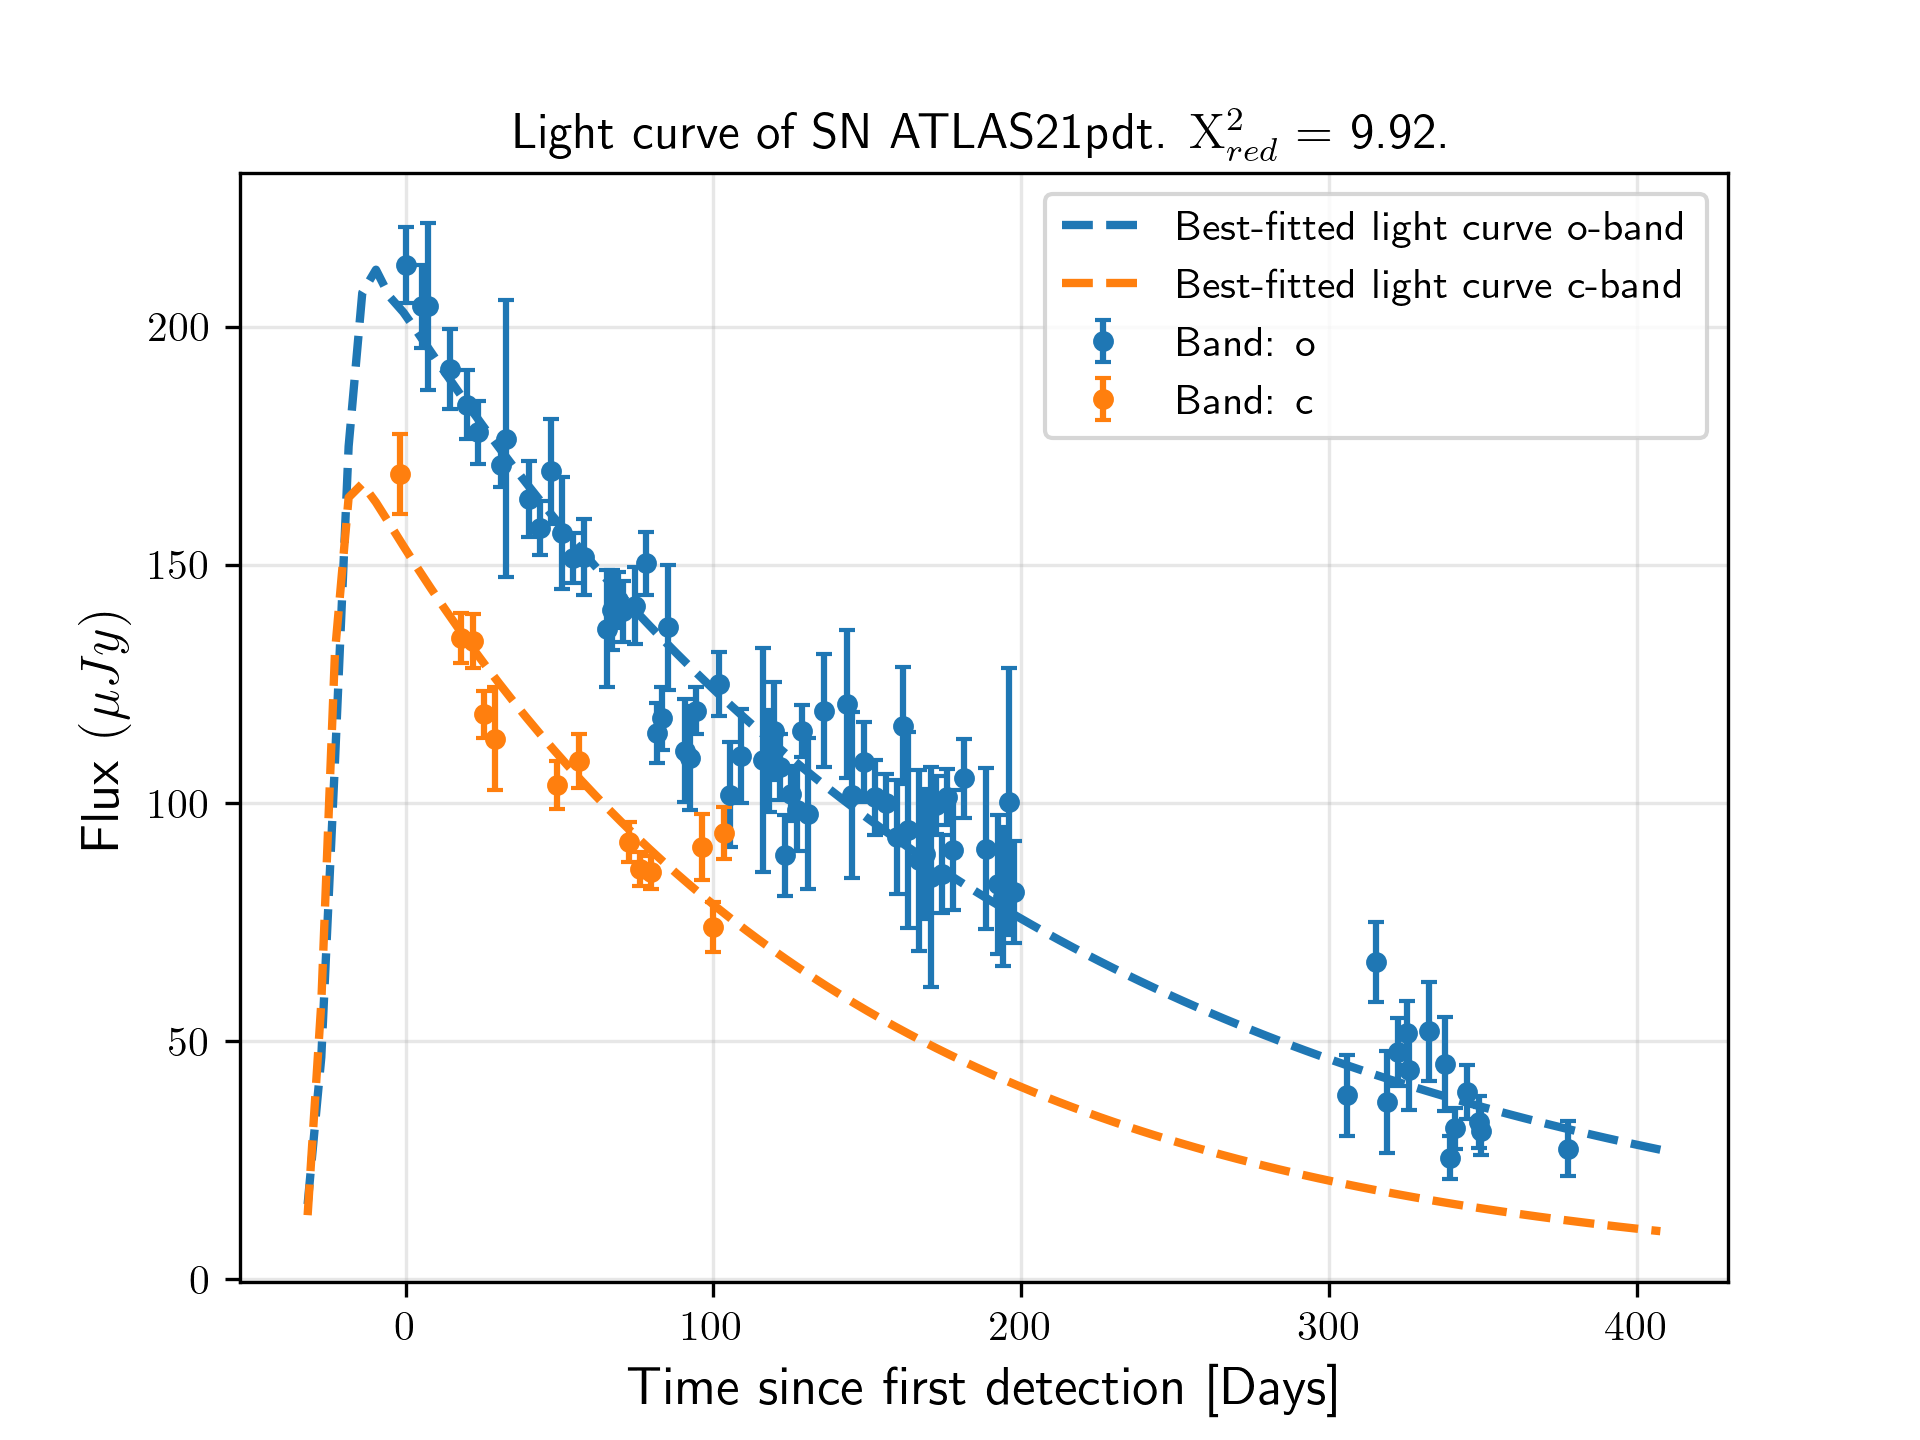 Light curve of SN ATLAS21pdt. X²_red = 9.92.
Best-fitted light curve o-band
Best-fitted light curve c-band
Band: o
Band: c
Flux (μJy)
200
150
100
50
0
0 100 200 300 400
Time since first detection [Days]